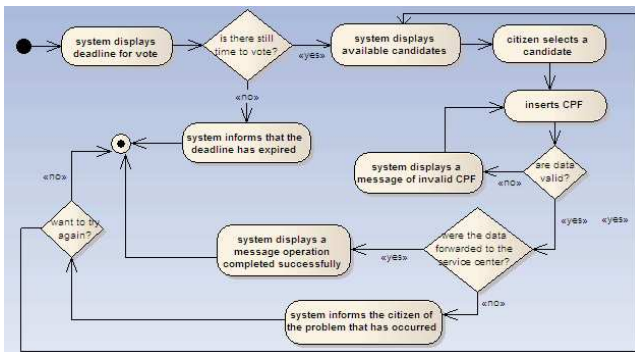 system displays
deadline for vote
is there still
time to vote?
«yes»
system displays
available candidates
citizen selects a
candidate
«no»
inserts CPF
system informs that the
deadline has expired
system displays a
message of invalid CPF
«no»
are data
valid?
«no»
want to try
again?
«yes»
«yes»
system displays a
message operation
completed successfully
«yes»
were the data
forwarded to the
service center?
«no»
system informs the citizen of
the problem that has occurred